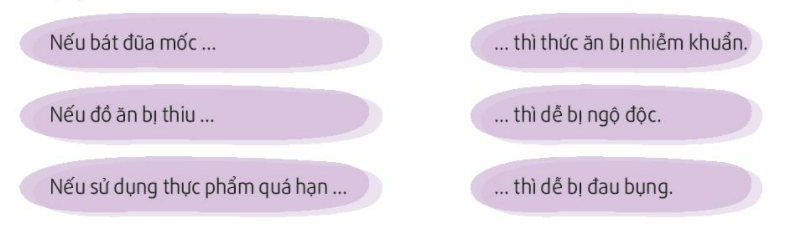 Nếu bát đũa mốc ...
... thì thức ăn bị nhiễm khuẩn.
Nếu đồ ăn bị thiu ...
... thì dễ bị ngộ độc.
Nếu sử dụng thực phẩm quá hạn ...
... thì dễ bị đau bụng.